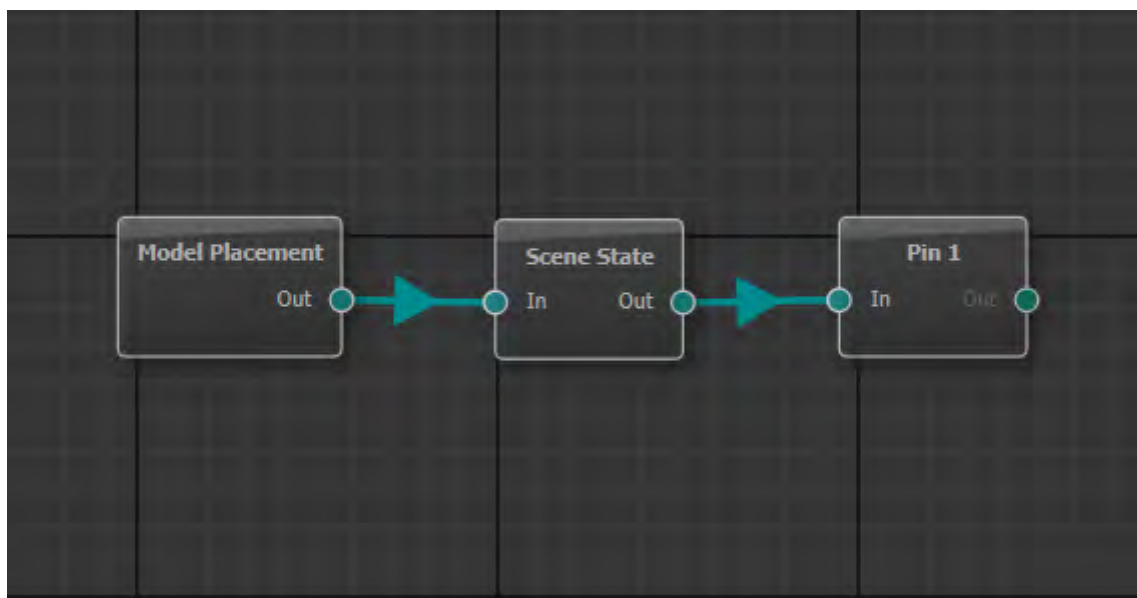 Model Placement
Out
Scene State
In Out
Pin 1
In Out